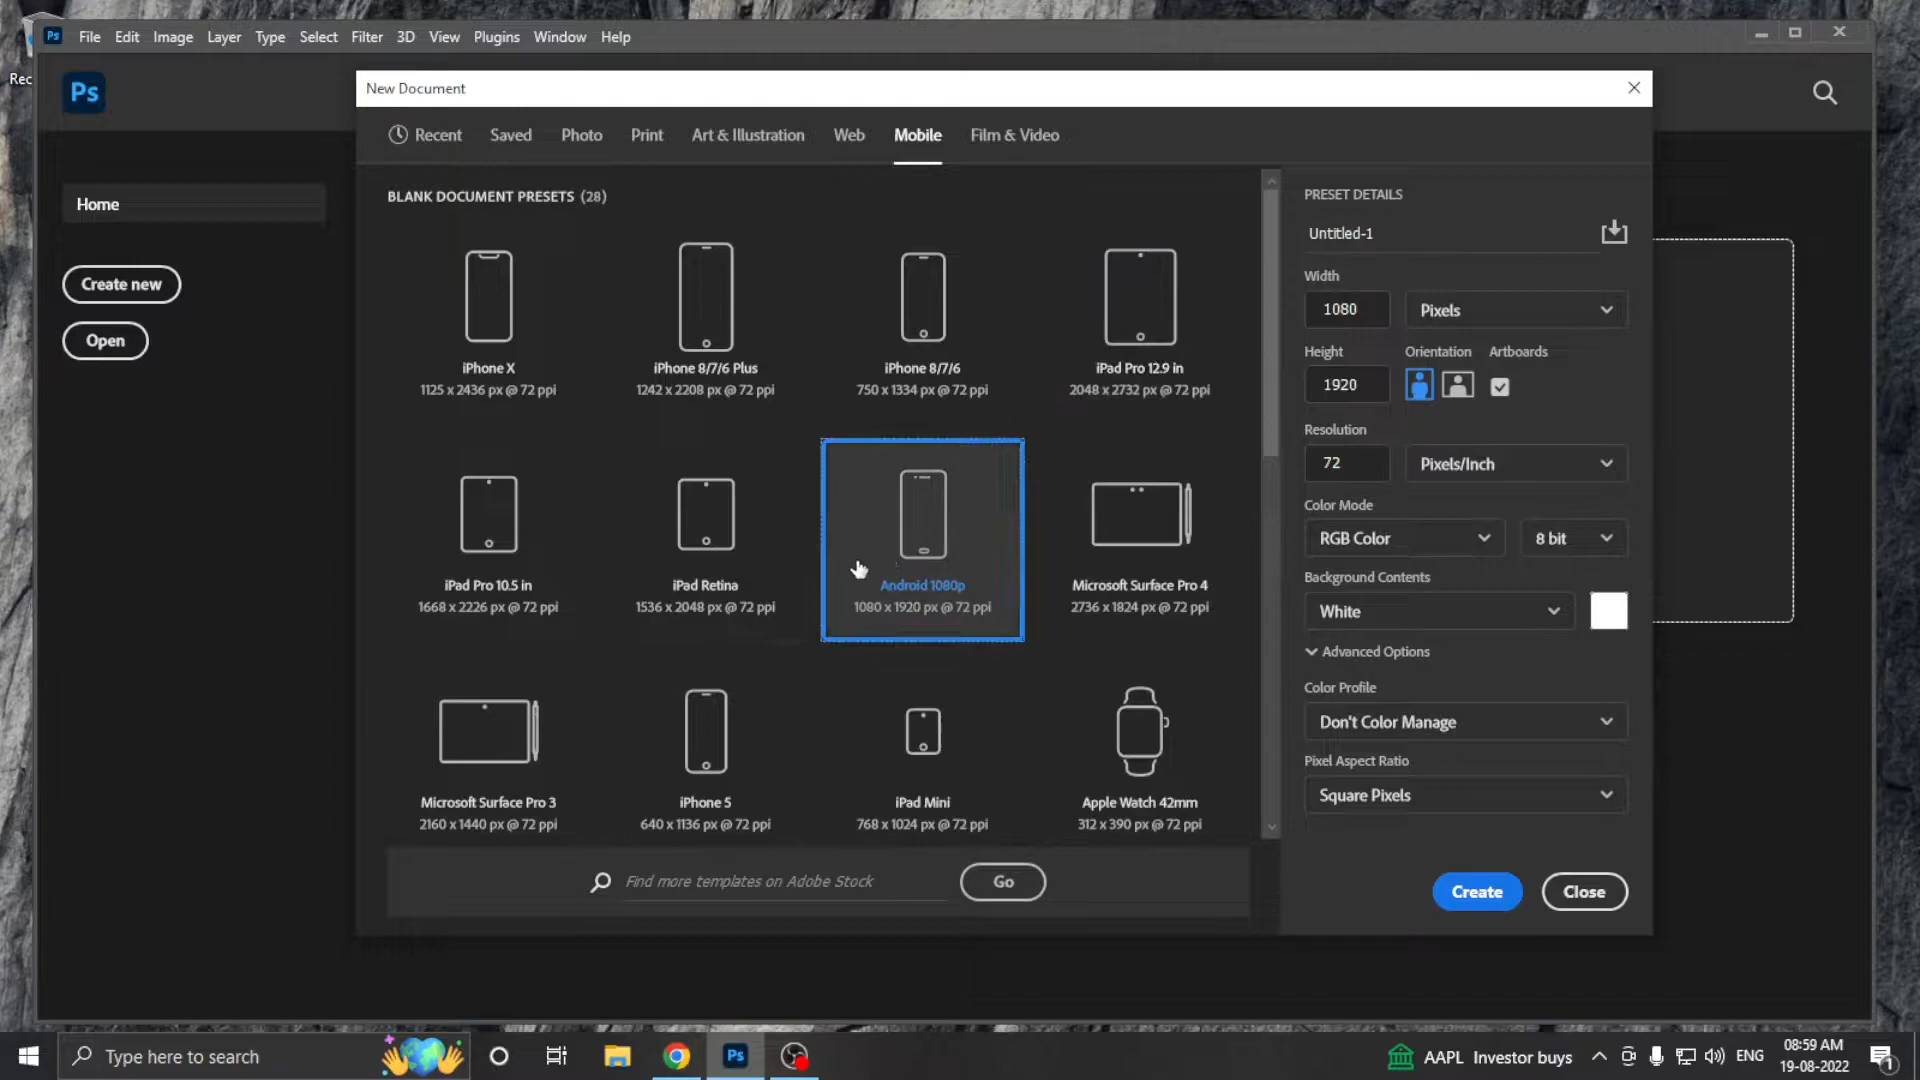 Ps File Edit Image Layer Type Select Filter 3D View Plugins Window Help
Rec
Ps
New Document
Recent Saved Photo Print Art & Illustration Web Mobile Film & Video
Home
Create new
Open
BLANK DOCUMENT PRESETS (28)
iPhone X
1125 x 2436 px @ 72 ppi
iPhone 8/7/6 Plus
1242 x 2208 px @ 72 ppi
iPhone 8/7/6
750 x 1334 px @ 72 ppi
iPad Pro 12.9 in
2048 x 2732 px @ 72 ppi
iPad Pro 10.5 in
1668 x 2226 px @ 72 ppi
iPad Retina
1536 x 2048 px @ 72 ppi
Android 1080p
1080 x 1920 px @ 72 ppi
Microsoft Surface Pro 4
2736 x 1824 px @ 72 ppi
Microsoft Surface Pro 3
2160 x 1440 px @ 72 ppi
iPhone 5
640 x 1136 px @ 72 ppi
iPad Mini
768 x 1024 px @ 72 ppi
Apple Watch 42mm
312 x 390 px @ 72 ppi
Find more templates on Adobe Stock
Go
PRESET DETAILS
Untitled-1
Width
1080 Pixels
Height Orientation Artboards
1920
Resolution
72 Pixels/Inch
Color Mode
RGB Color 8 bit
Background Contents
White
Advanced Options
Color Profile
Don't Color Manage
Pixel Aspect Ratio
Square Pixels
Create Close
Type here to search
Ps
AAPL Investor buys
ENG
08:59 AM
19-08-2022
1